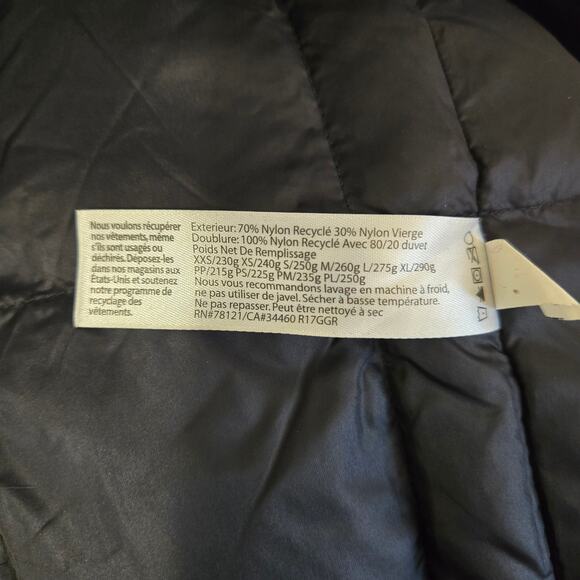 Nous voulons récupérer
nos vêtements, même
s'ils sont usagés ou
déchirés. Déposez-les
dans nos magasins aux
États-Unis et soutenez
notre programme de
recyclage des
vêtements.
Exterieur: 70% Nylon Recyclé 30% Nylon Vierge
Doublure: 100% Nylon Recyclé Avec 80/20 duvet
Poids Net De Remplissage
XXS/230g XS/240g S/250g M/260g L/275g XL/290g
PP/215g PS/225g PM/235g PL/250g
Nous vous recommandons lavage en machine à froid,
ne pas utiliser de javel. Sécher à basse température.
Ne pas repasser. Peut être nettoyé à sec
RN#78121/CA#34460 R17GGR